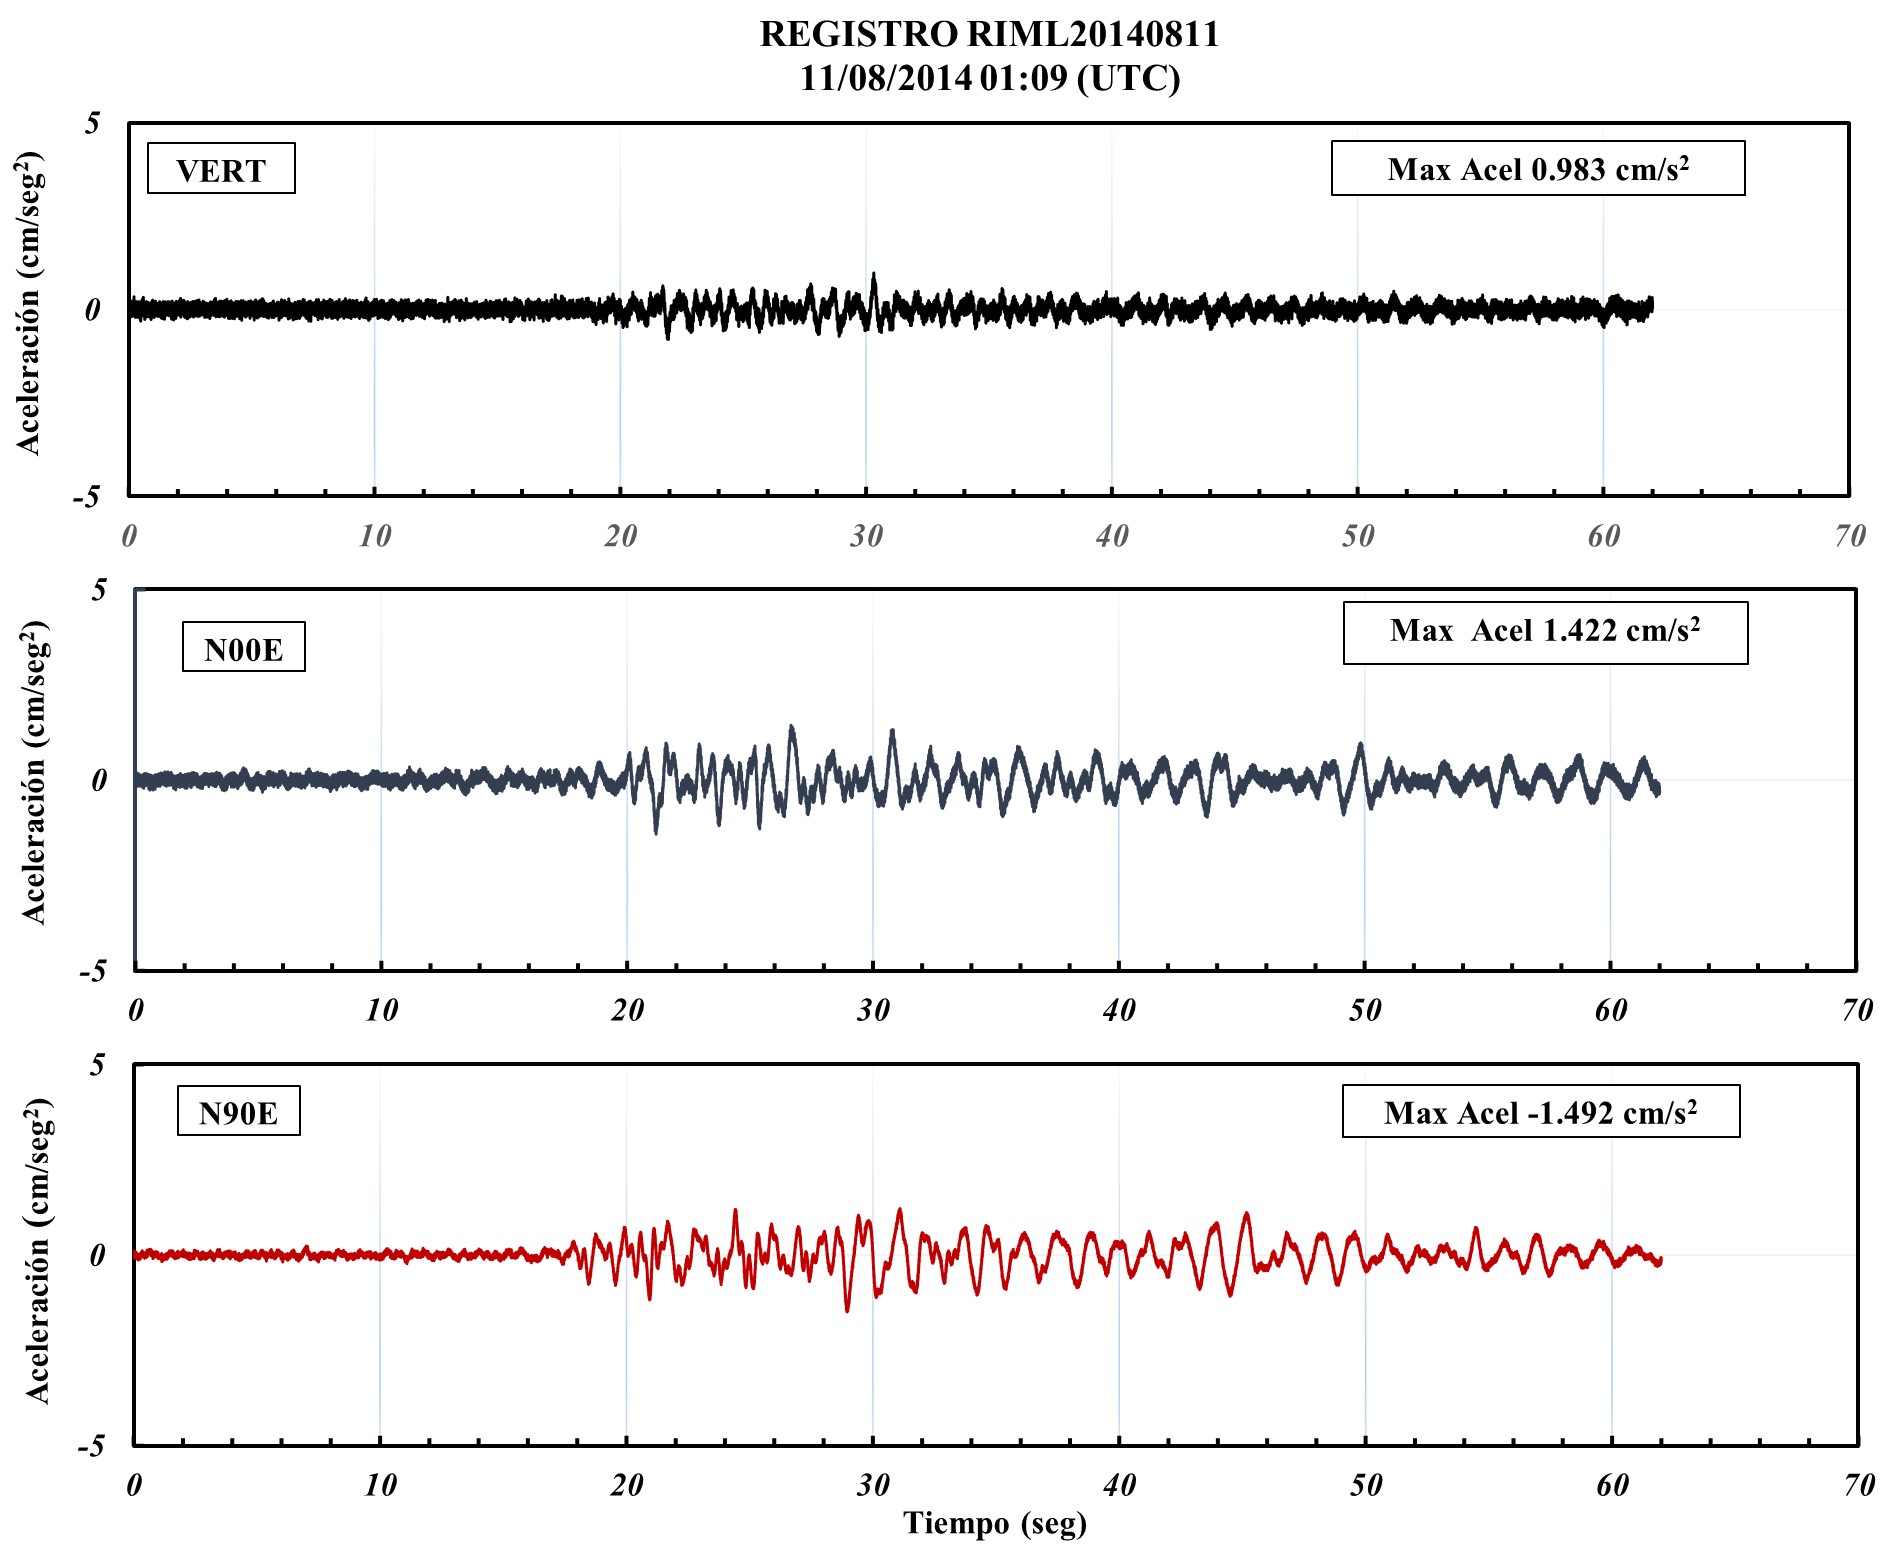 REGISTRO RIML20140811
11/08/2014 01:09 (UTC)
Aceleración (cm/seg²)
5
0
-5
VERT
Max Acel 0.983 cm/s²
0 10 20 30 40 50 60 70
Aceleración (cm/seg²)
5
0
-5
N00E
Max Acel 1.422 cm/s²
0 10 20 30 40 50 60 70
Aceleración (cm/seg²)
5
0
-5
N90E
Max Acel -1.492 cm/s²
0 10 20 30 40 50 60 70
Tiempo (seg)